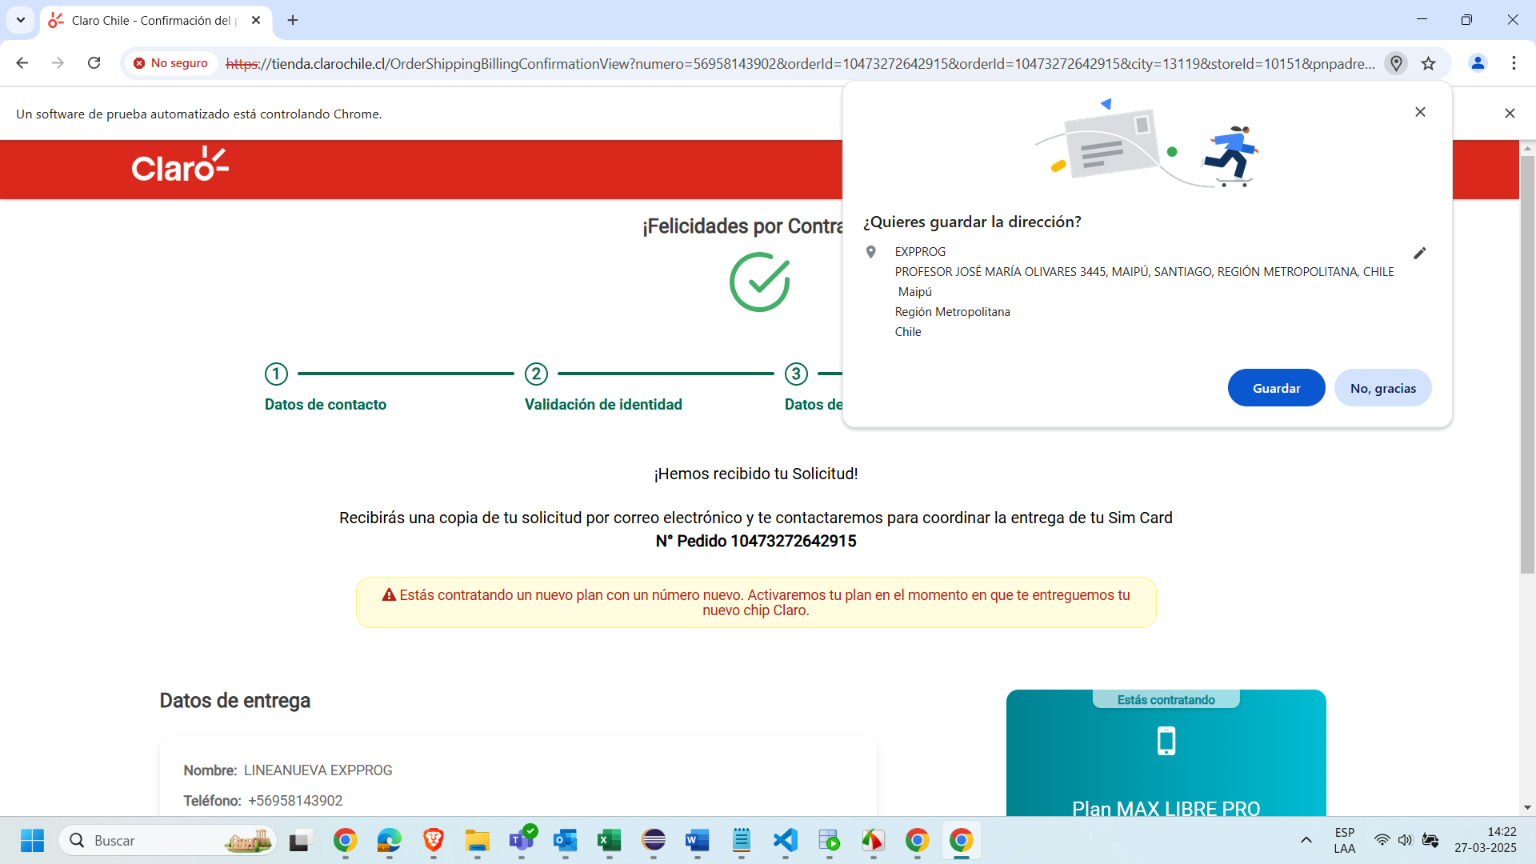 Claro Chile - Confirmación del p
No seguro
https://tienda.clarochile.cl/OrderShippingBillingConfirmationView?numero=56958143902&orderId=10473272642915&orderId=10473272642915&city=13119&storeId=10151&pnpadre...
Un software de prueba automatizado está controlando Chrome.
Claro
¡Felicidades por Contra
¿Quieres guardar la dirección?
EXPPROG
PROFESOR JOSÉ MARÍA OLIVARES 3445, MAIPÚ, SANTIAGO, REGIÓN METROPOLITANA, CHILE
Maipú
Región Metropolitana
Chile
Guardar
No, gracias
1
2
3
Datos de contacto
Validación de identidad
Datos de
¡Hemos recibido tu Solicitud!
Recibirás una copia de tu solicitud por correo electrónico y te contactaremos para coordinar la entrega de tu Sim Card
N° Pedido 10473272642915
Estás contratando un nuevo plan con un número nuevo. Activaremos tu plan en el momento en que te entreguemos tu
nuevo chip Claro.
Datos de entrega
Nombre: LINEANUEVA EXPPROG
Teléfono: +56958143902
Estás contratando
Plan MAX LIBRE PRO
Buscar
ESP
LAA
14:22
27-03-2025